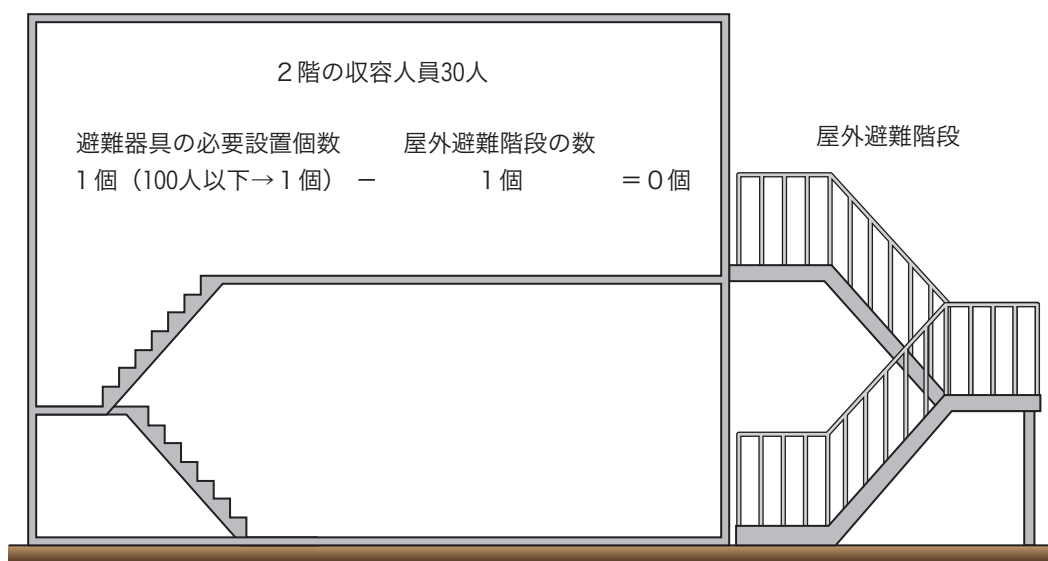 ２階の収容人員30人
屋外避難階段
避難器具の必要設置個数　屋外避難階段の数
１個（100人以下→１個）　－　１個　＝０個